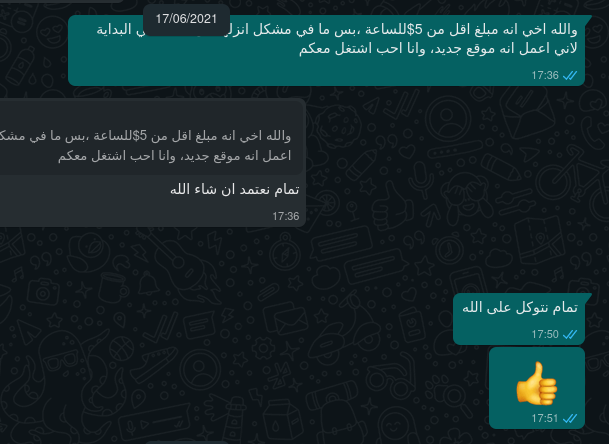 17/06/2021
والله اخي انه مبلغ اقل من 5$للساعة ،بس ما في مشكل انزل ي البداية
لاني اعمل انه موقع جديد، وانا احب اشتغل معكم
17:36
والله اخي انه مبلغ اقل من 5$للساعة ،بس ما في مشك
اعمل انه موقع جديد، وانا احب اشتغل معكم
تمام نعتمد ان شاء الله
17:36
تمام نتوكل على الله
17:50
👍
17:51